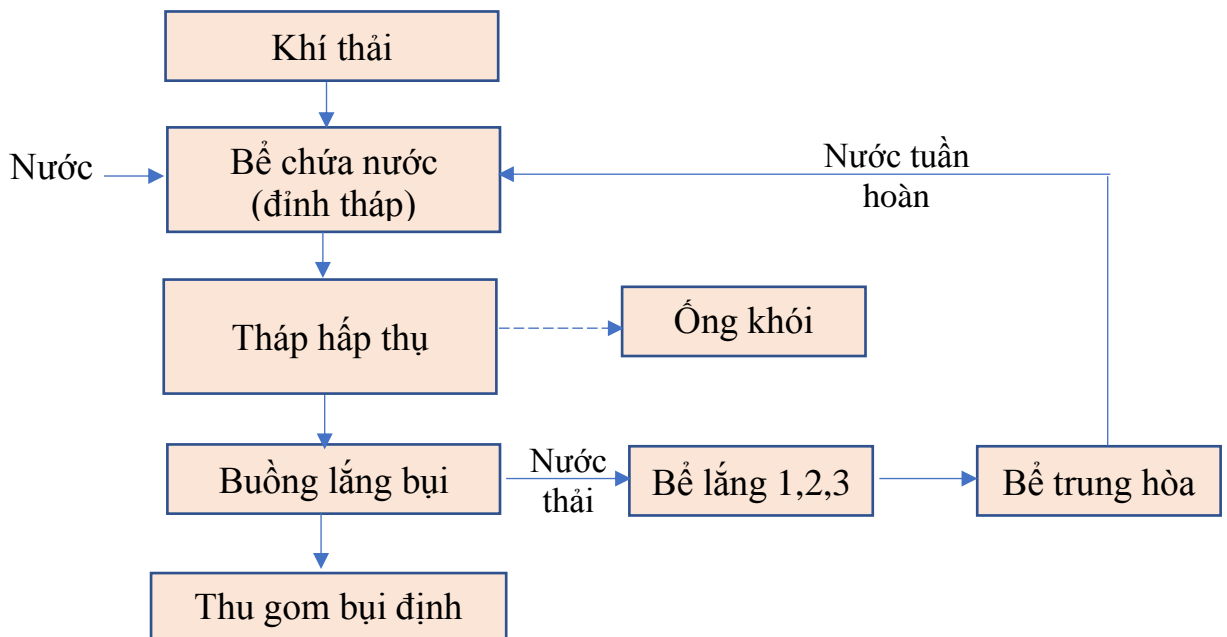 Khí thải
Nước
Bể chứa nước
(đỉnh tháp)
Nước tuần
hoàn
Tháp hấp thụ
Ống khói
Buồng lắng bụi
Nước
thải
Bể lắng 1,2,3
Bể trung hòa
Thu gom bụi định